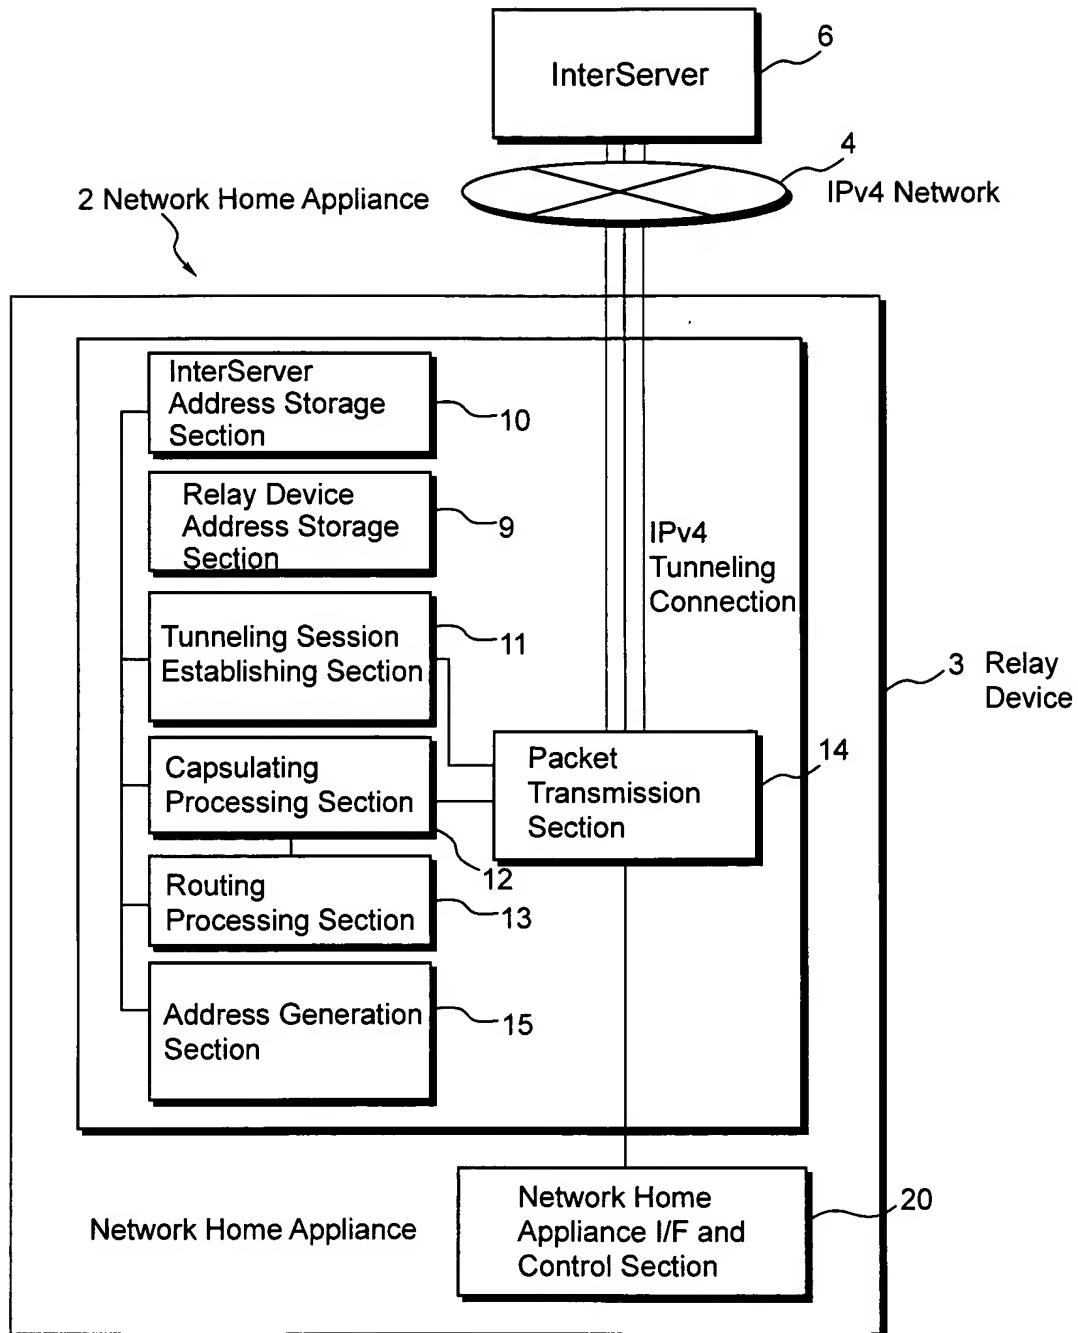 6
InterServer
4
IPv4 Network
2 Network Home Appliance
InterServer
Address Storage
Section
10
Relay Device
Address Storage
Section
9
IPv4
Tunneling
Connection
Tunneling Session
Establishing Section
11
3 Relay
Device
Capsulating
Processing Section
12
Packet
Transmission
Section
14
Routing
Processing Section
13
Address Generation
Section
15
Network Home Appliance
Network Home
Appliance I/F and
Control Section
20